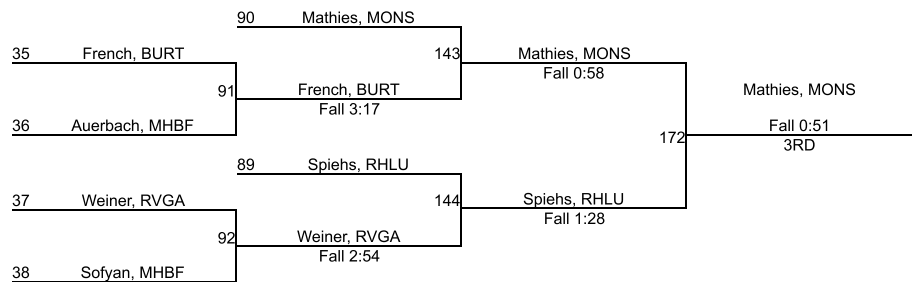 90 Mathies, MONS
35 French, BURT
143 Mathies, MONS
Fall 0:58
91 French, BURT
Fall 3:17
Mathies, MONS
36 Auerbach, MHBF
172 Fall 0:51
3RD
89 Spiehs, RHLU
37 Weiner, RVGA
144 Spiehs, RHLU
Fall 1:28
92 Weiner, RVGA
Fall 2:54
38 Sofyan, MHBF